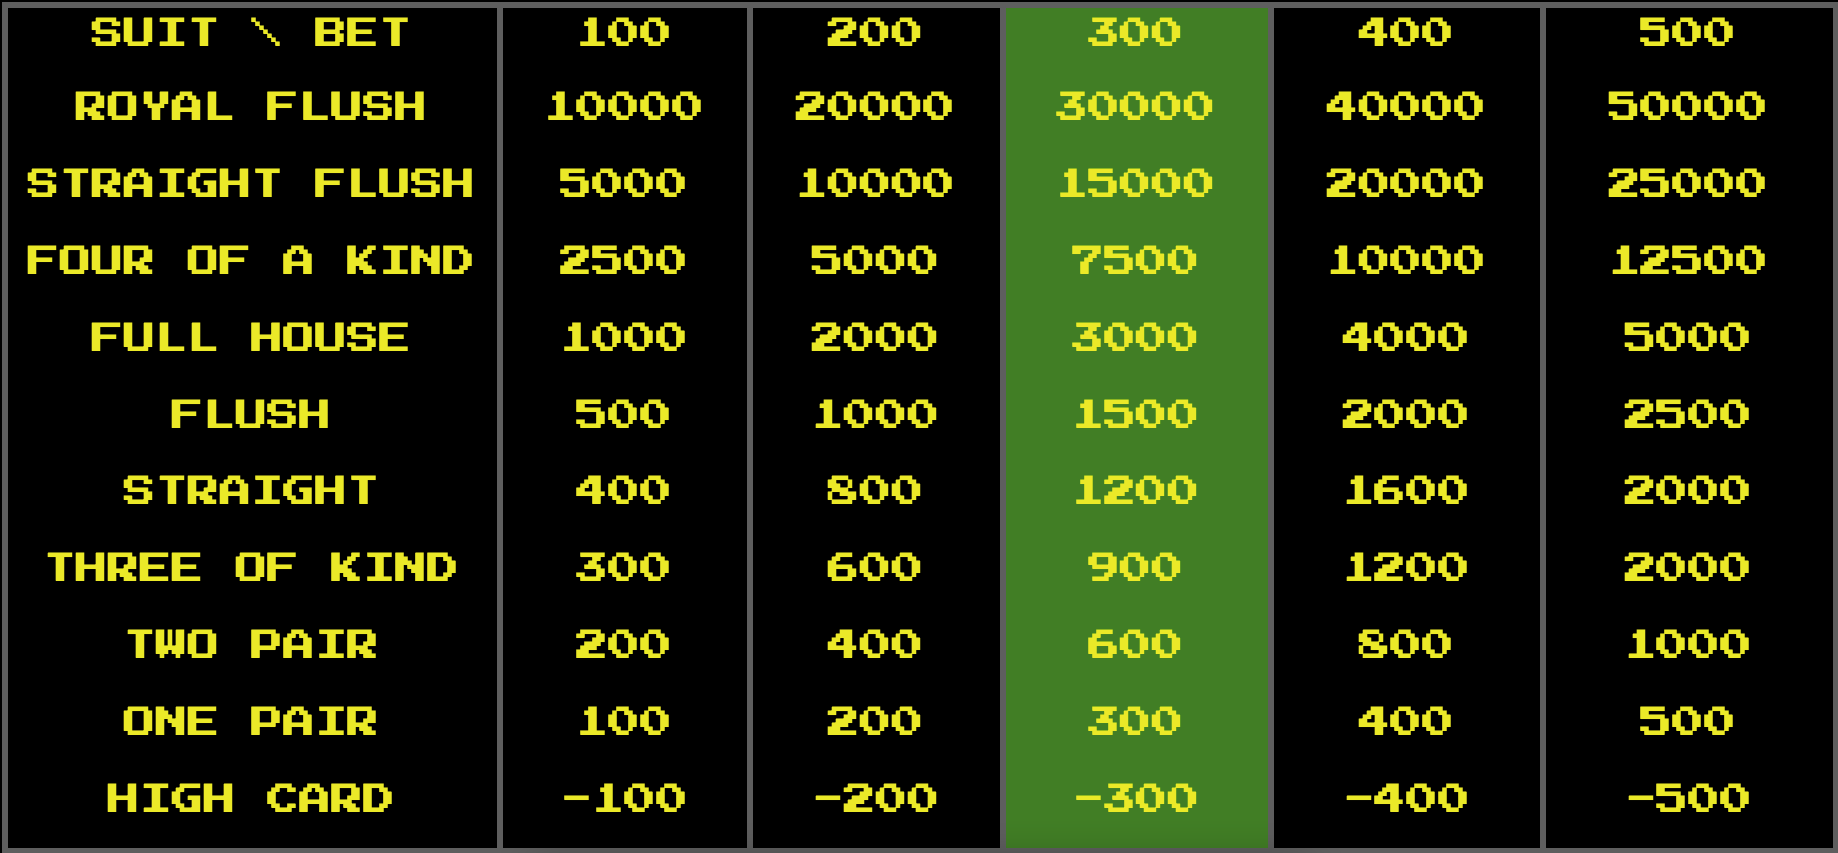 SUIT \ BET 100 200 300 400 500
ROYAL FLUSH 10000 20000 30000 40000 50000
STRAIGHT FLUSH 5000 10000 15000 20000 25000
FOUR OF A KIND 2500 5000 7500 10000 12500
FULL HOUSE 1000 2000 3000 4000 5000
FLUSH 500 1000 1500 2000 2500
STRAIGHT 400 800 1200 1600 2000
THREE OF KIND 300 600 900 1200 2000
TWO PAIR 200 400 600 800 1000
ONE PAIR 100 200 300 400 500
HIGH CARD -100 -200 -300 -400 -500